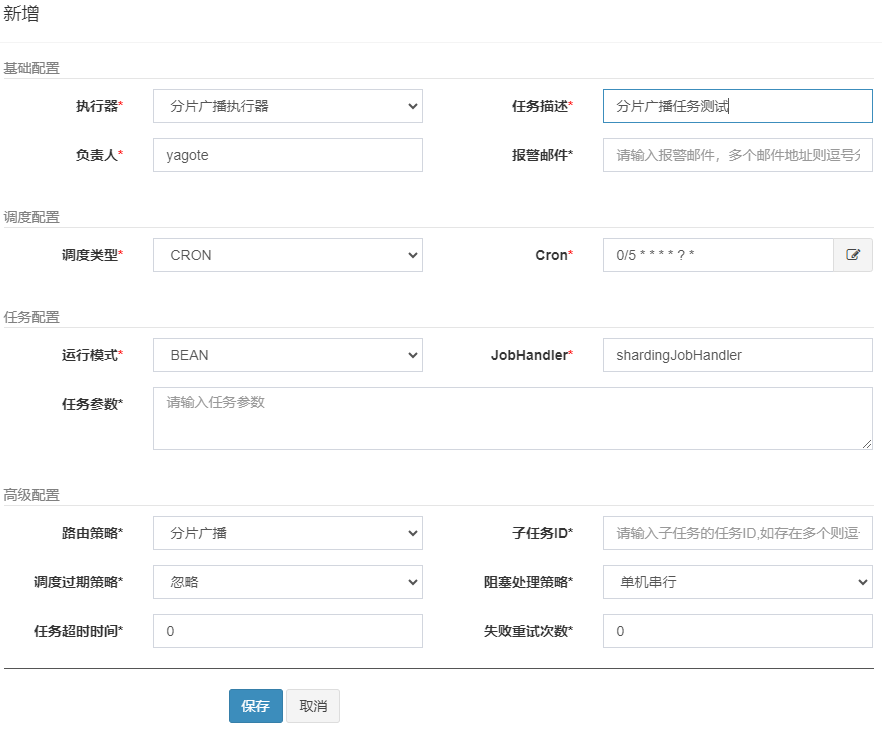 新增
基础配置
执行器* 分片广播执行器 任务描述* 分片广播任务测试
负责人* yagote 报警邮件* 请输入报警邮件，多个邮件地址则逗号分
调度配置
调度类型* CRON Cron* 0/5 * * * * ? *
任务配置
运行模式* BEAN JobHandler* shardingJobHandler
任务参数* 请输入任务参数
高级配置
路由策略* 分片广播 子任务ID* 请输入子任务的任务ID,如存在多个则逗
调度过期策略* 忽略 阻塞处理策略* 单机串行
任务超时时间* 0 失败重试次数* 0
保存 取消